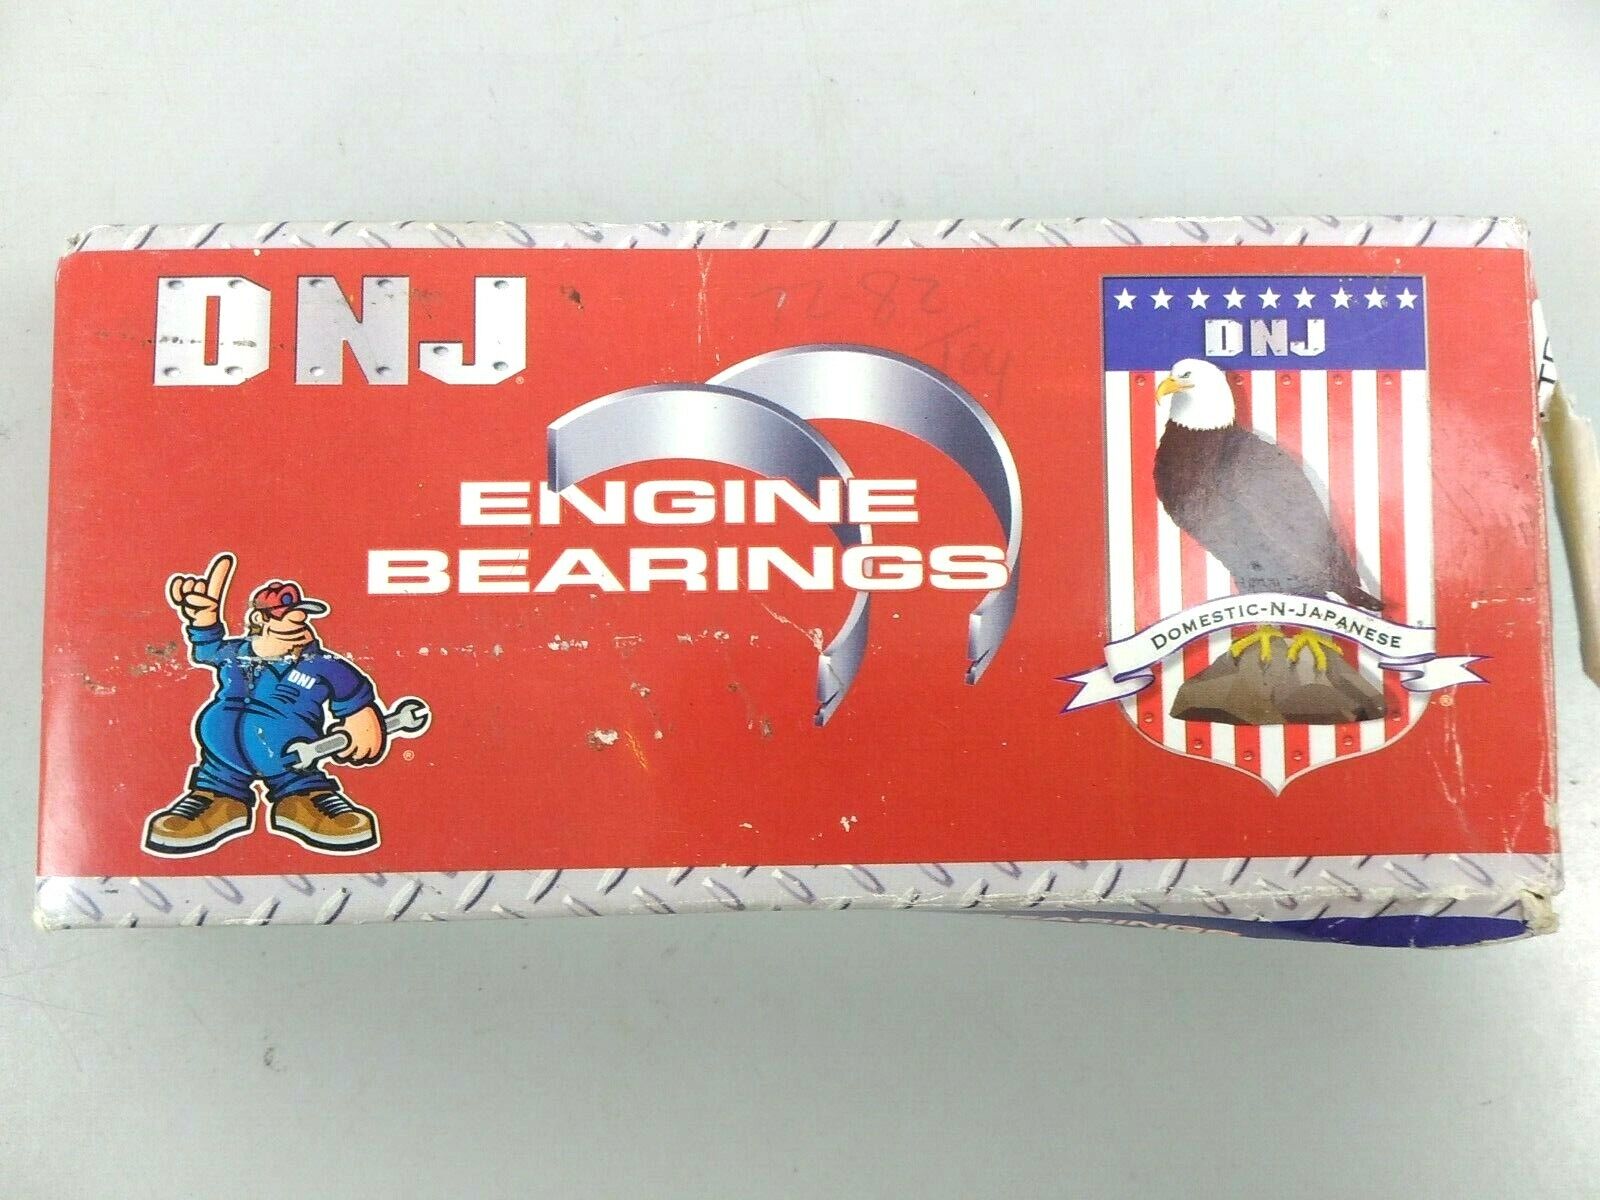 DNJ®
ENGINE
BEARINGS
DNJ
®
DNJ
DOMESTIC-N-JAPANESE
®